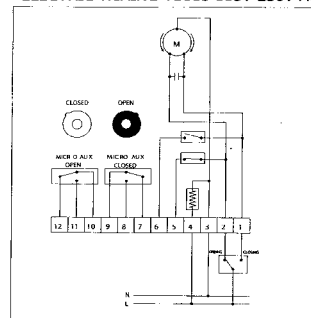 M
CLOSED OPEN
MICRO AUX MICRO AUX
OPEN CLOSED
12 11 10 9 8 7 6 5 4 3 2 1
CLOSING
N
L